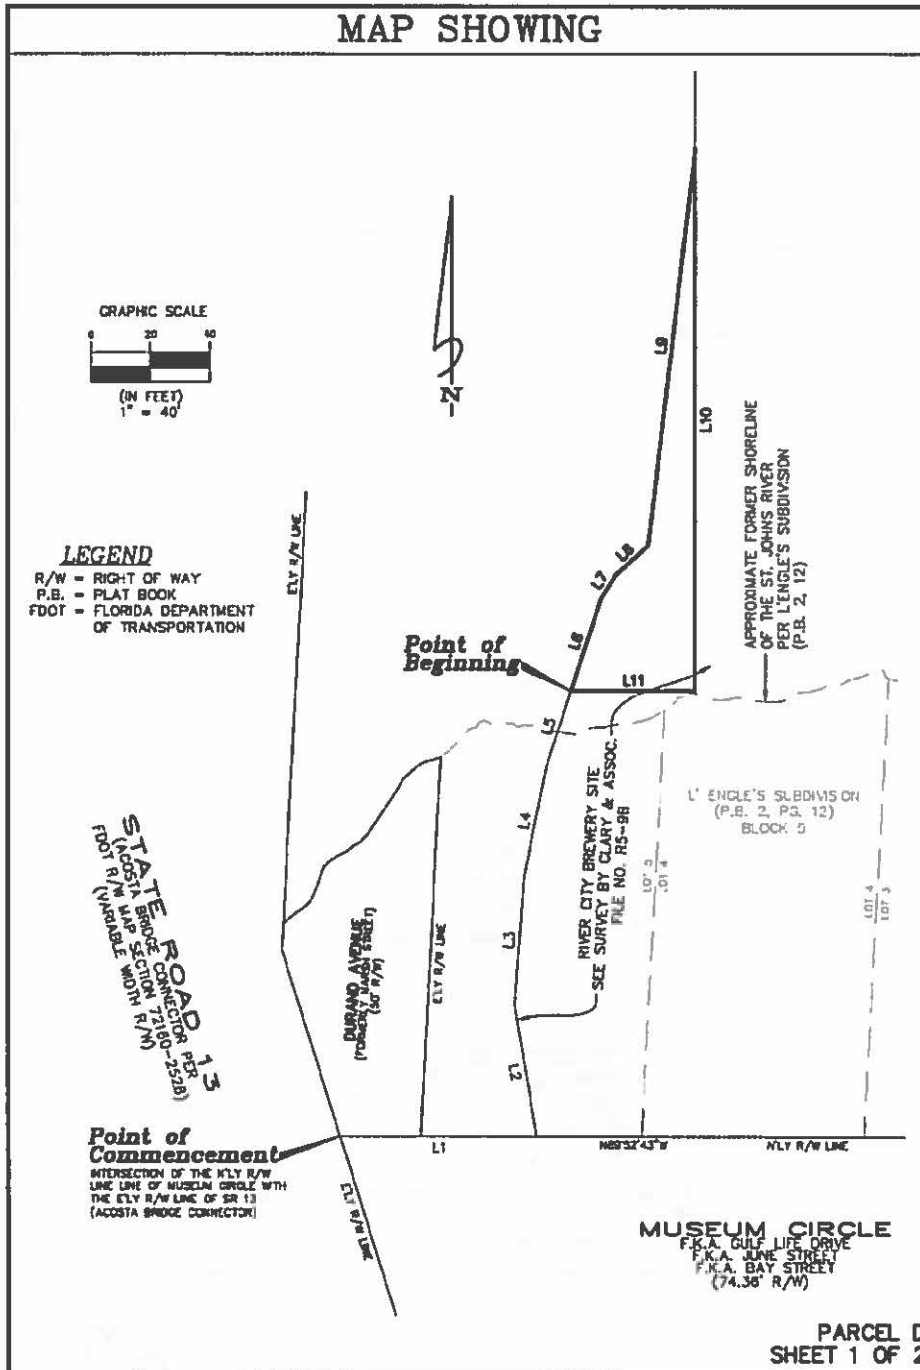 MAP SHOWING
GRAPHIC SCALE
0 20 40
(IN FEET)
1" = 40'
N
LEGEND
R/W = RIGHT OF WAY
P.B. = PLAT BOOK
FDOT = FLORIDA DEPARTMENT
OF TRANSPORTATION
E'LY R/W LINE
L9
L10
L8
L7
L6
APPROXIMATE FORMER SHORELINE
OF THE ST. JOHNS RIVER
PER L'ENGLE'S SUBDIVISION
(P.B. 2, 12)
Point of
Beginning
L11
L5
L4
L3
L2
RIVER CITY BREWERY SITE
SEE SURVEY BY CLARY & ASSOC.
FILE NO. R5-96
L' ENGLE'S SUBDIVISION
(P.B. 2, PG. 12)
BLOCK 5
LOT 5
LOT 4
LOT 4
LOT 3
STATE ROAD 13
(ACOSTA BRIDGE CONNECTOR PER
FDOT R/W MAP SECTION 72160-2528)
(VARIABLE WIDTH R/W)
DURAND AVENUE
(FORMERLY MARSH STREET)
(50' R/W)
E'LY R/W LINE
Point of
Commencement
INTERSECTION OF THE N'LY R/W
LINE LINE OF MUSEUM CIRCLE WITH
THE E'LY R/W LINE OF SR 13
(ACOSTA BRIDGE CONNECTOR)
L1
N89°52'43"W
N'LY R/W LINE
E'LY R/W LINE
MUSEUM CIRCLE
F.K.A. GULF LIFE DRIVE
F.K.A. JUNE STREET
F.K.A. BAY STREET
(74.36' R/W)
PARCEL D
SHEET 1 OF 2